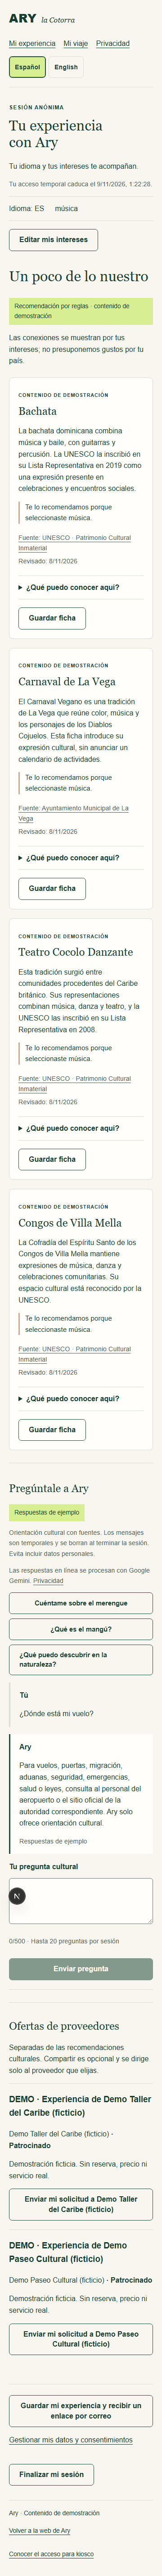 ARY la Cotorra
Mi experiencia Mi viaje Privacidad
Español English
SESIÓN ANÓNIMA
Tu experiencia
con Ary
Tu idioma y tus intereses te acompañan.
Tu acceso temporal caduca el 9/11/2026, 1:22:28.
Idioma: ES música
Editar mis intereses
Un poco de lo nuestro
Recomendación por reglas · contenido de
demostración
Las conexiones se muestran por tus
intereses; no presuponemos gustos por tu
país.
CONTENIDO DE DEMOSTRACIÓN
Bachata
La bachata dominicana combina
música y baile, con guitarras y
percusión. La UNESCO la inscribió en
su Lista Representativa en 2019 como
una expresión presente en
celebraciones y encuentros sociales.
Te lo recomendamos porque
seleccionaste música.
Fuente: UNESCO · Patrimonio Cultural
Inmaterial
Revisado: 8/11/2026
¿Qué puedo conocer aquí?
Guardar ficha
CONTENIDO DE DEMOSTRACIÓN
Carnaval de La Vega
El Carnaval Vegano es una tradición
de La Vega que reúne color, música y
personajes de los Diablos
Cojuelos. Esta ficha introduce su
expresión cultural, sin anunciar un
calendario de actividades.
Te lo recomendamos porque
seleccionaste música.
Fuente: Ayuntamiento Municipal de La
Vega
Revisado: 8/11/2026
¿Qué puedo conocer aquí?
Guardar ficha
CONTENIDO DE DEMOSTRACIÓN
Teatro Cocolo Danzante
Esta tradición surgió entre
comunidades procedentes del Caribe
británico. Sus representaciones
combinan música, danza y teatro, y la
UNESCO las inscribió en su Lista
Representativa en 2008.
Te lo recomendamos porque
seleccionaste música.
Fuente: UNESCO · Patrimonio Cultural
Inmaterial
Revisado: 8/11/2026
¿Qué puedo conocer aquí?
Guardar ficha
CONTENIDO DE DEMOSTRACIÓN
Congos de Villa Mella
La Cofradía del Espíritu Santo de los
Congos de Villa Mella mantiene
expresiones de música, danza y
celebraciones comunitarias. Su
espacio cultural está reconocido por la
UNESCO.
Te lo recomendamos porque
seleccionaste música.
Fuente: UNESCO · Patrimonio Cultural
Inmaterial
Revisado: 8/11/2026
¿Qué puedo conocer aquí?
Guardar ficha
Pregúntale a Ary
Respuestas de ejemplo
Orientación cultural con fuentes. Los mensajes
son temporales y se borran al terminar la sesión.
Evita incluir datos personales.
Las respuestas en línea se procesan con Google
Gemini. Privacidad
Cuéntame sobre el merengue
¿Qué es el mangú?
¿Qué puedo descubrir en la
naturaleza?
Tú
¿Dónde está mi vuelo?
Ary
Para vuelos, puertas, migración,
aduanas, seguridad, emergencias,
salud o leyes, consulta al personal del
aeropuerto o el sitio oficial de la
autoridad correspondiente. Ary solo
ofrece orientación cultural.
Respuestas de ejemplo
Tu pregunta cultural
N
0/500 · Hasta 20 preguntas por sesión
Enviar pregunta
Ofertas de proveedores
Separadas de las recomendaciones
culturales. Compartir es opcional y se dirige
solo al proveedor que elijas.
DEMO · Experiencia de Demo Taller
del Caribe (ficticio)
Demo Taller del Caribe (ficticio) ·
Patrocinado
Demostración ficticia. Sin reserva, precio ni
servicio real.
Enviar mi solicitud a Demo Taller
del Caribe (ficticio)
DEMO · Experiencia de Demo
Paseo Cultural (ficticio)
Demo Paseo Cultural (ficticio) · Patrocinado
Demostración ficticia. Sin reserva, precio ni
servicio real.
Enviar mi solicitud a Demo Paseo
Cultural (ficticio)
Guardar mi experiencia y recibir un
enlace por correo
Gestionar mis datos y consentimientos
Finalizar mi sesión
Ary · Contenido de demostración
Volver a la web de Ary
Conocer el acceso para kiosco